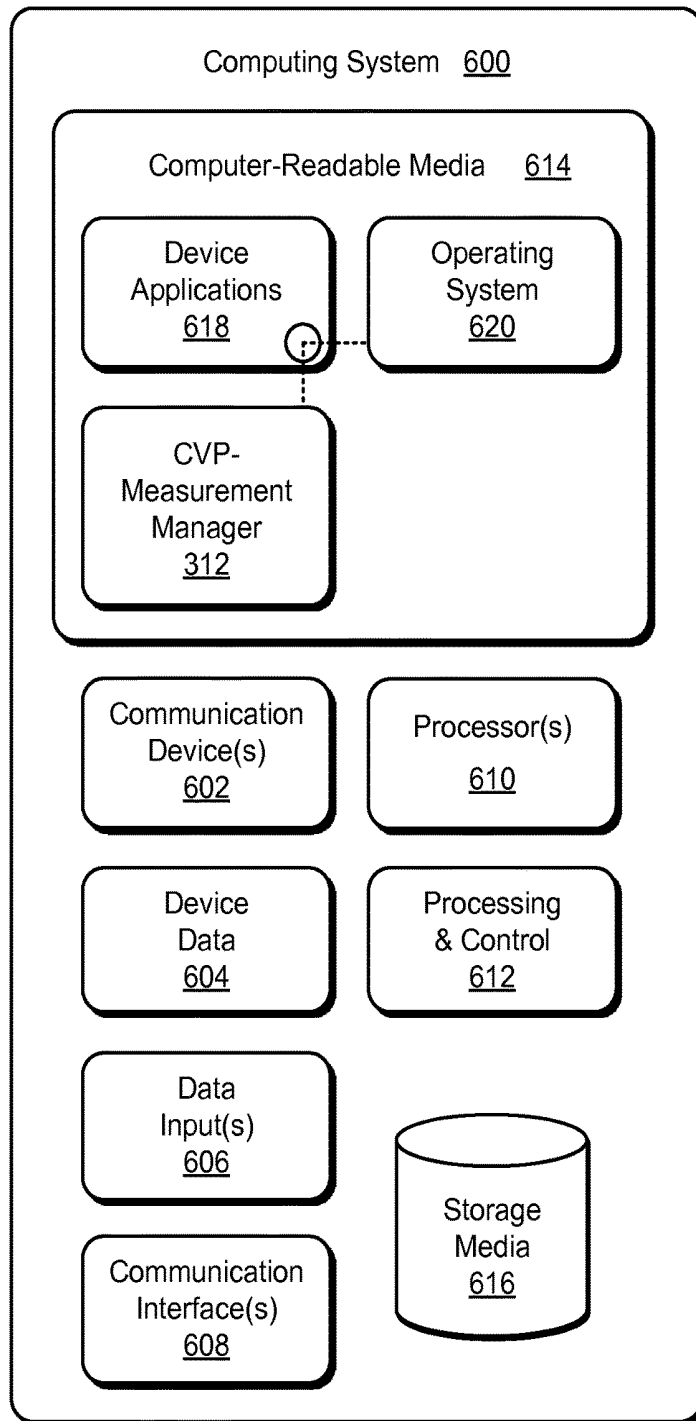 Computing System 600
Computer-Readable Media 614
Device
Applications
618
Operating
System
620
CVP-
Measurement
Manager
312
Communication
Device(s)
602
Processor(s)
610
Device
Data
604
Processing
& Control
612
Data
Input(s)
606
Storage
Media
616
Communication
Interface(s)
608